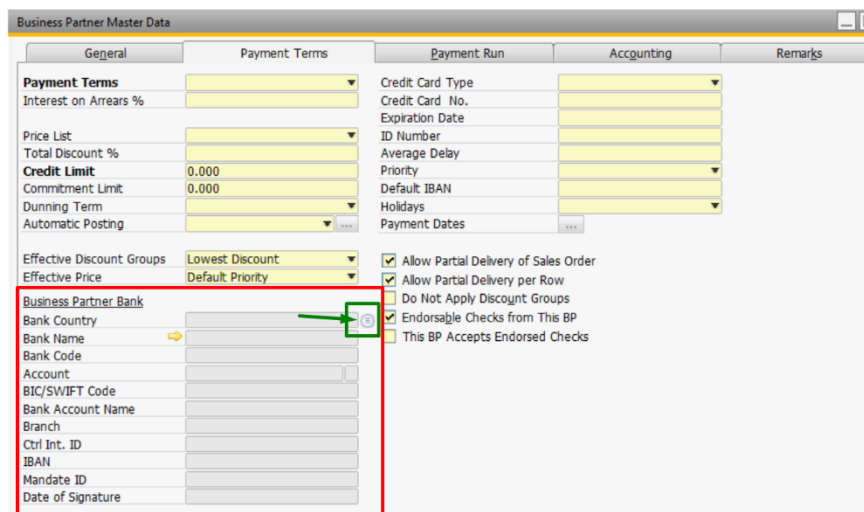 Business Partner Master Data
General Payment Terms Payment Run Accounting Remarks
Payment Terms
Interest on Arrears %
Price List
Total Discount %
Credit Limit 0.000
Commitment Limit 0.000
Dunning Term
Automatic Posting ...
Effective Discount Groups Lowest Discount
Effective Price Default Priority
Business Partner Bank
Bank Country
Bank Name
Bank Code
Account
BIC/SWIFT Code
Bank Account Name
Branch
Ctrl Int. ID
IBAN
Mandate ID
Date of Signature
Credit Card Type
Credit Card No.
Expiration Date
ID Number
Average Delay
Priority
Default IBAN
Holidays
Payment Dates ...
Allow Partial Delivery of Sales Order
Allow Partial Delivery per Row
Do Not Apply Discount Groups
Endorsable Checks from This BP
This BP Accepts Endorsed Checks